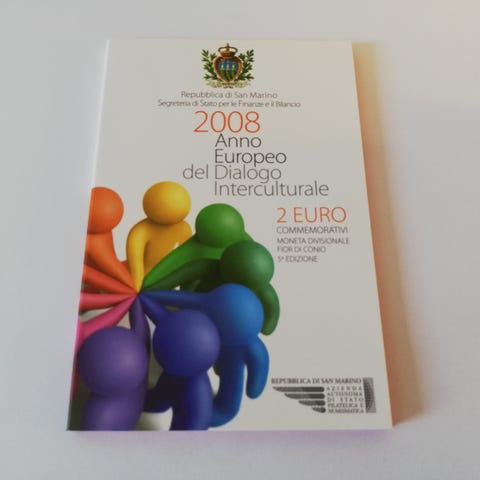 Repubblica di San Marino
Segreteria di Stato per le Finanze e il Bilancio
2008
Anno
Europeo
del Dialogo
Interculturale
2 EURO
COMMEMORATIVI
MONETA DIVISIONALE
FIOR DI CONIO
5ª EDIZIONE
REPUBBLICA DI SAN MARINO
AZIENDA
AUTONOMA
DI STATO
FILATELICA E
NUMISMATICA